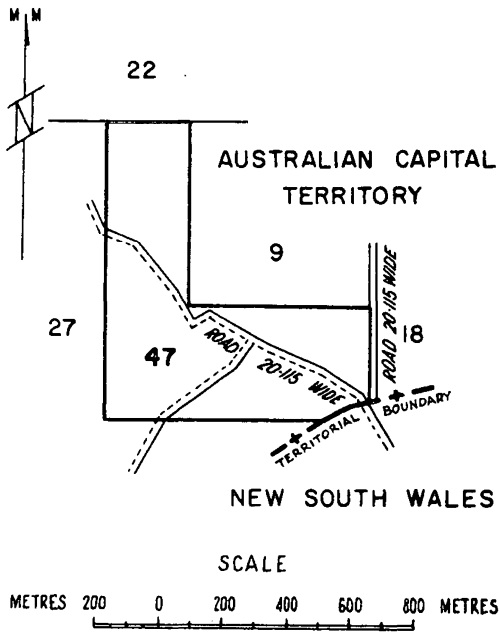 M M
N
22
AUSTRALIAN CAPITAL
TERRITORY
9
ROAD 20·115 WIDE
27
47
ROAD 20·115 WIDE
18
TERRITORIAL BOUNDARY
NEW SOUTH WALES
SCALE
METRES 200 0 200 400 600 800 METRES